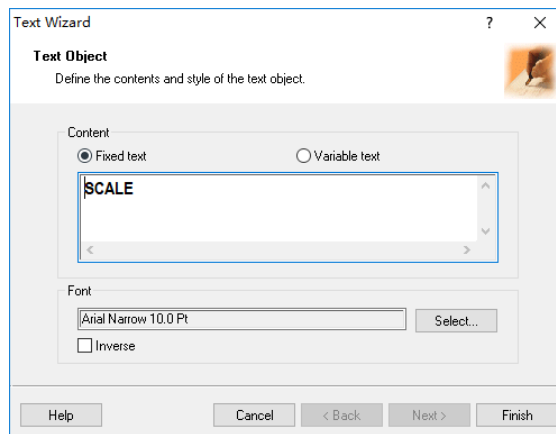 Text Wizard
Text Object
Define the contents and style of the text object.
Content
Fixed text Variable text
SCALE
Font
Arial Narrow 10.0 Pt Select...
Inverse
Help Cancel < Back Next > Finish